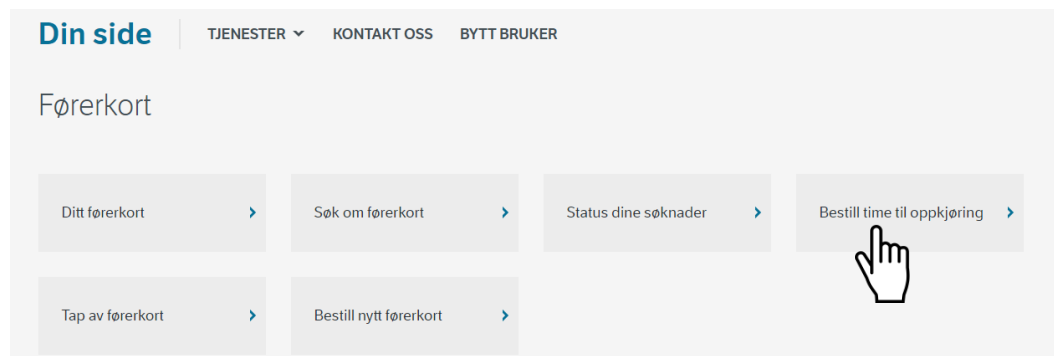 Din side TJENESTER KONTAKT OSS BYTT BRUKER
Førerkort
Ditt førerkort Søk om førerkort Status dine søknader Bestill time til oppkjøring
Tap av førerkort Bestill nytt førerkort